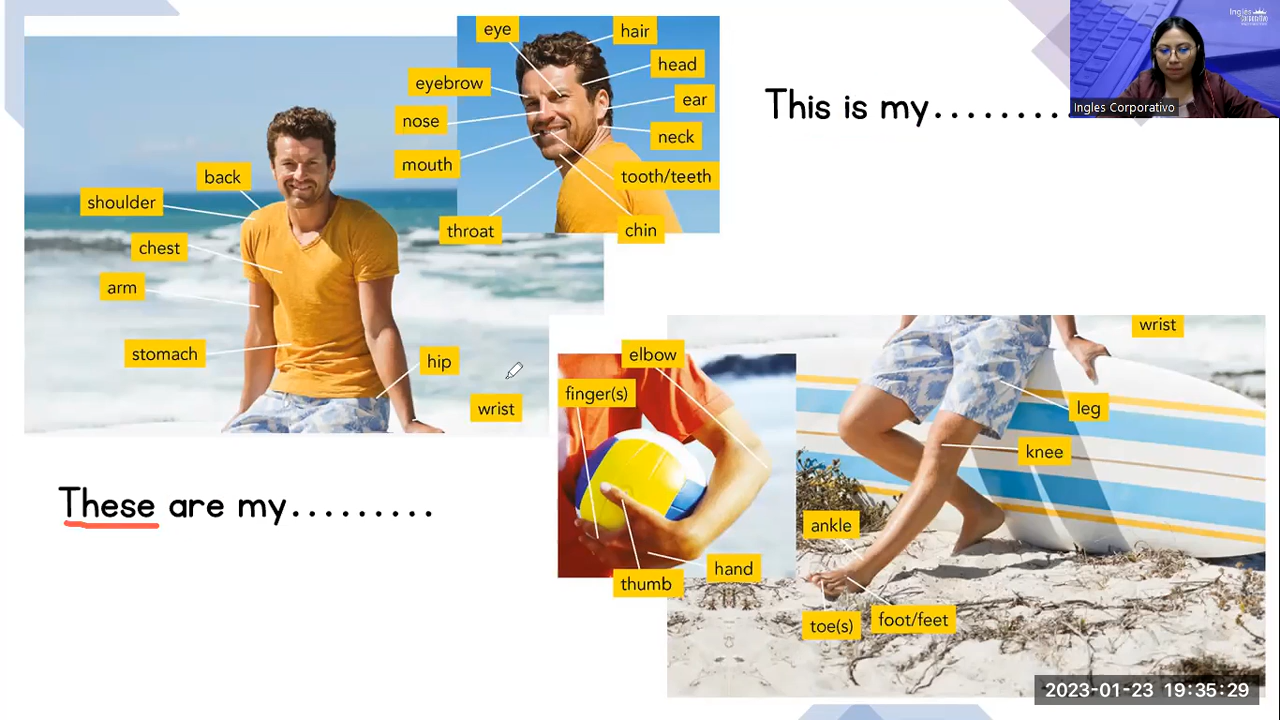 eye
hair
eyebrow
head
nose
ear
mouth
neck
tooth/teeth
throat
chin
back
shoulder
chest
arm
stomach
hip
wrist
This is my..........
Ingles Corporativo
These are my.........
elbow
finger(s)
thumb
hand
wrist
leg
knee
ankle
toe(s)
foot/feet
2023-01-23 19:35:29